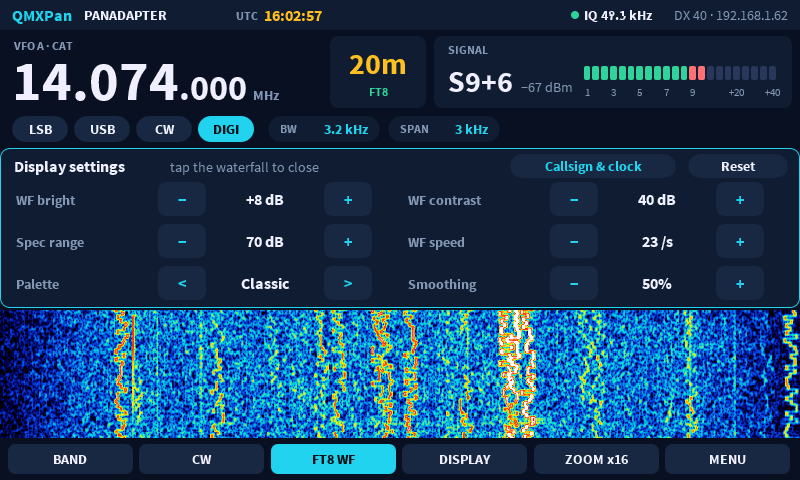 QMXPan PANADAPTER UTC 16:02:57 IQ 49.3 kHz DX 40 · 192.168.1.62
VFO A · CAT
14.074.000 MHz
20m
FT8
SIGNAL
S9+6 −67 dBm
1 3 5 7 9 +20 +40
LSB USB CW DIGI BW 3.2 kHz SPAN 3 kHz
Display settings tap the waterfall to close Callsign & clock Reset
WF bright − +8 dB + WF contrast − 40 dB +
Spec range − 70 dB + WF speed − 23 /s +
Palette < Classic > Smoothing − 50% +
BAND CW FT8 WF DISPLAY ZOOM x16 MENU